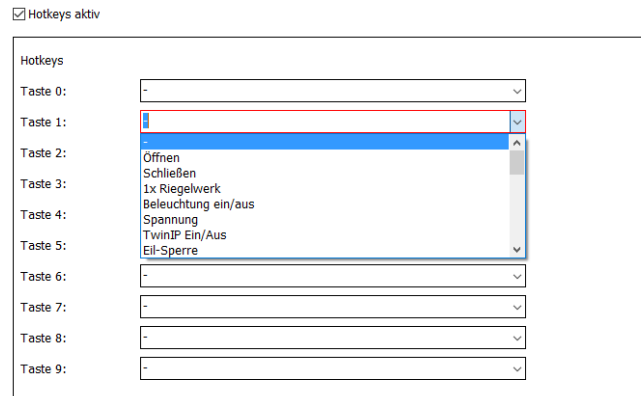 Hotkeys aktiv
Hotkeys
Taste 0: -
Taste 1: -
-
Taste 2: Öffnen
Schließen
Taste 3: 1x Riegelwerk
Beleuchtung ein/aus
Taste 4: Spannung
TwinIP Ein/Aus
Taste 5: Eil-Sperre
Taste 6: -
Taste 7: -
Taste 8: -
Taste 9: -